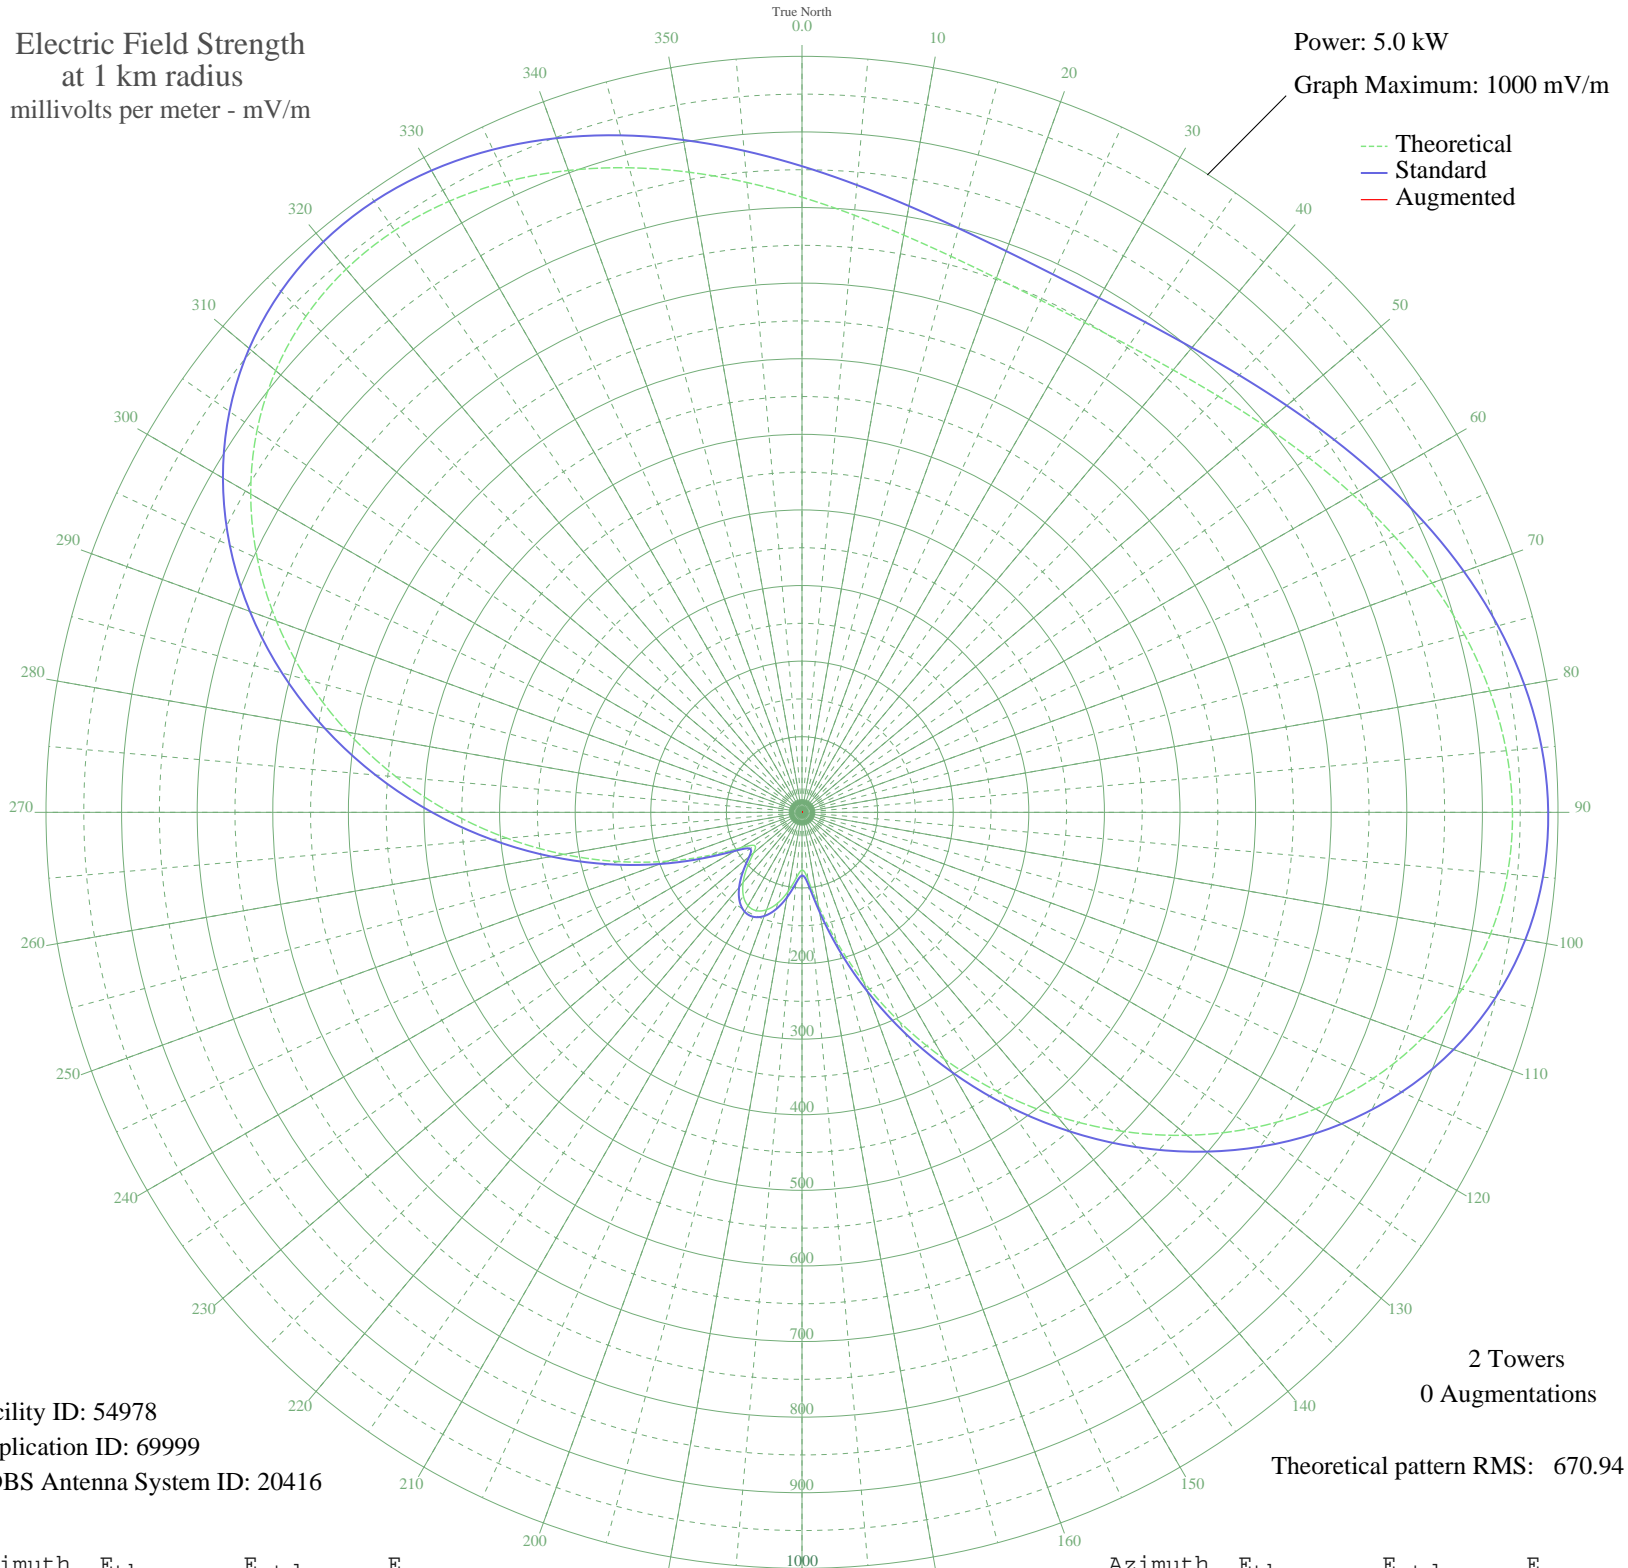 True North
Electric Field Strength
at 1 km radius
millivolts per meter - mV/m
Power: 5.0 kW
Graph Maximum: 1000 mV/m
Theoretical
Standard
Augmented
0.0
10
20
30
40
50
60
70
80
90
100
110
120
130
140
150
160
200
210
220
230
240
250
260
270
280
290
300
310
320
330
340
350
200
300
400
500
600
700
800
900
1000
2 Towers
0 Augmentations
Theoretical pattern RMS: 670.94
cility ID: 54978
plication ID: 69999
DBS Antenna System ID: 20416
imuth E E E
Azimuth E E E